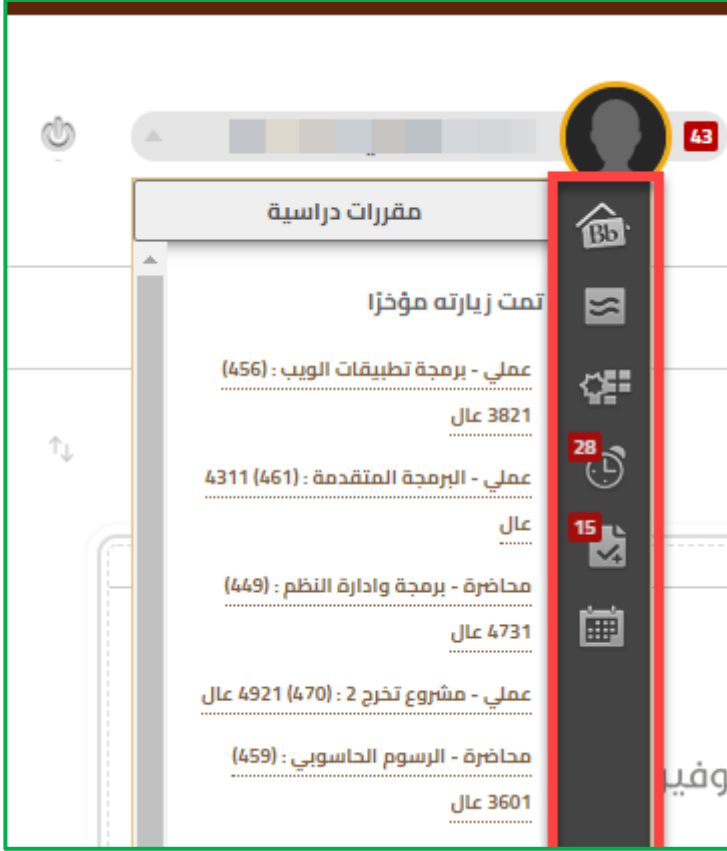 43
مقررات دراسية
Bb
تمت زيارته مؤخرًا
عملي - برمجة تطبيقات الويب : (456)
3821 عال
28
عملي - البرمجة المتقدمة : (461) 4311
عال
15
محاضرة - برمجة وادارة النظم : (449)
4731 عال
عملي - مشروع تخرج 2 : (470) 4921 عال
محاضرة - الرسوم الحاسوبي : (459)
3601 عال
وفير